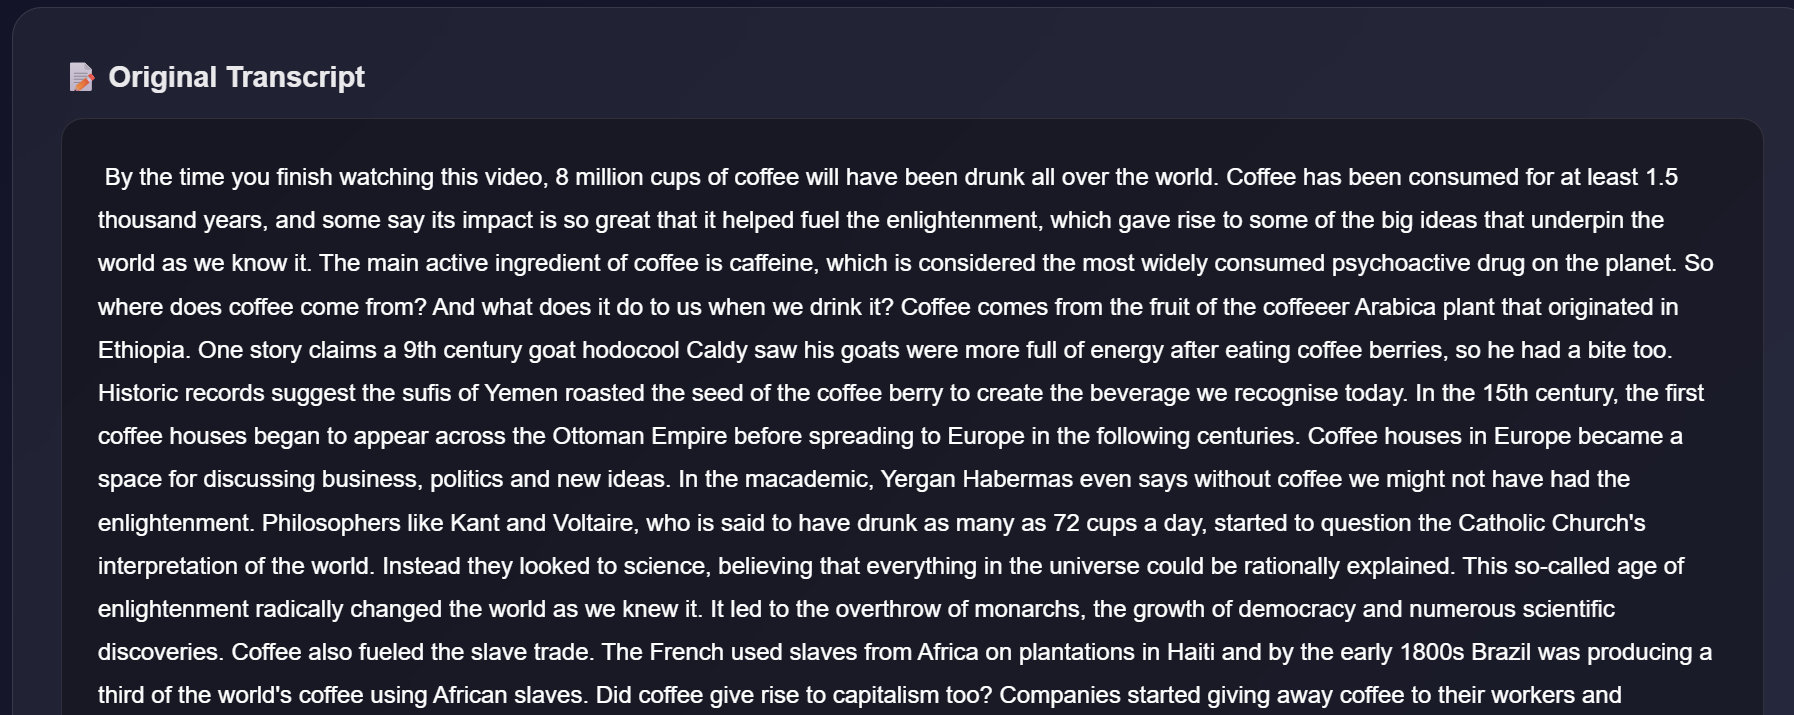 Original Transcript
By the time you finish watching this video, 8 million cups of coffee will have been drunk all over the world. Coffee has been consumed for at least 1.5
thousand years, and some say its impact is so great that it helped fuel the enlightenment, which gave rise to some of the big ideas that underpin the
world as we know it. The main active ingredient of coffee is caffeine, which is considered the most widely consumed psychoactive drug on the planet. So
where does coffee come from? And what does it do to us when we drink it? Coffee comes from the fruit of the coffeeer Arabica plant that originated in
Ethiopia. One story claims a 9th century goat hodocool Caldy saw his goats were more full of energy after eating coffee berries, so he had a bite too.
Historic records suggest the sufis of Yemen roasted the seed of the coffee berry to create the beverage we recognise today. In the 15th century, the first
coffee houses began to appear across the Ottoman Empire before spreading to Europe in the following centuries. Coffee houses in Europe became a
space for discussing business, politics and new ideas. In the macademic, Yergan Habermas even says without coffee we might not have had the
enlightenment. Philosophers like Kant and Voltaire, who is said to have drunk as many as 72 cups a day, started to question the Catholic Church's
interpretation of the world. Instead they looked to science, believing that everything in the universe could be rationally explained. This so-called age of
enlightenment radically changed the world as we knew it. It led to the overthrow of monarchs, the growth of democracy and numerous scientific
discoveries. Coffee also fueled the slave trade. The French used slaves from Africa on plantations in Haiti and by the early 1800s Brazil was producing a
third of the world's coffee using African slaves. Did coffee give rise to capitalism too? Companies started giving away coffee to their workers and